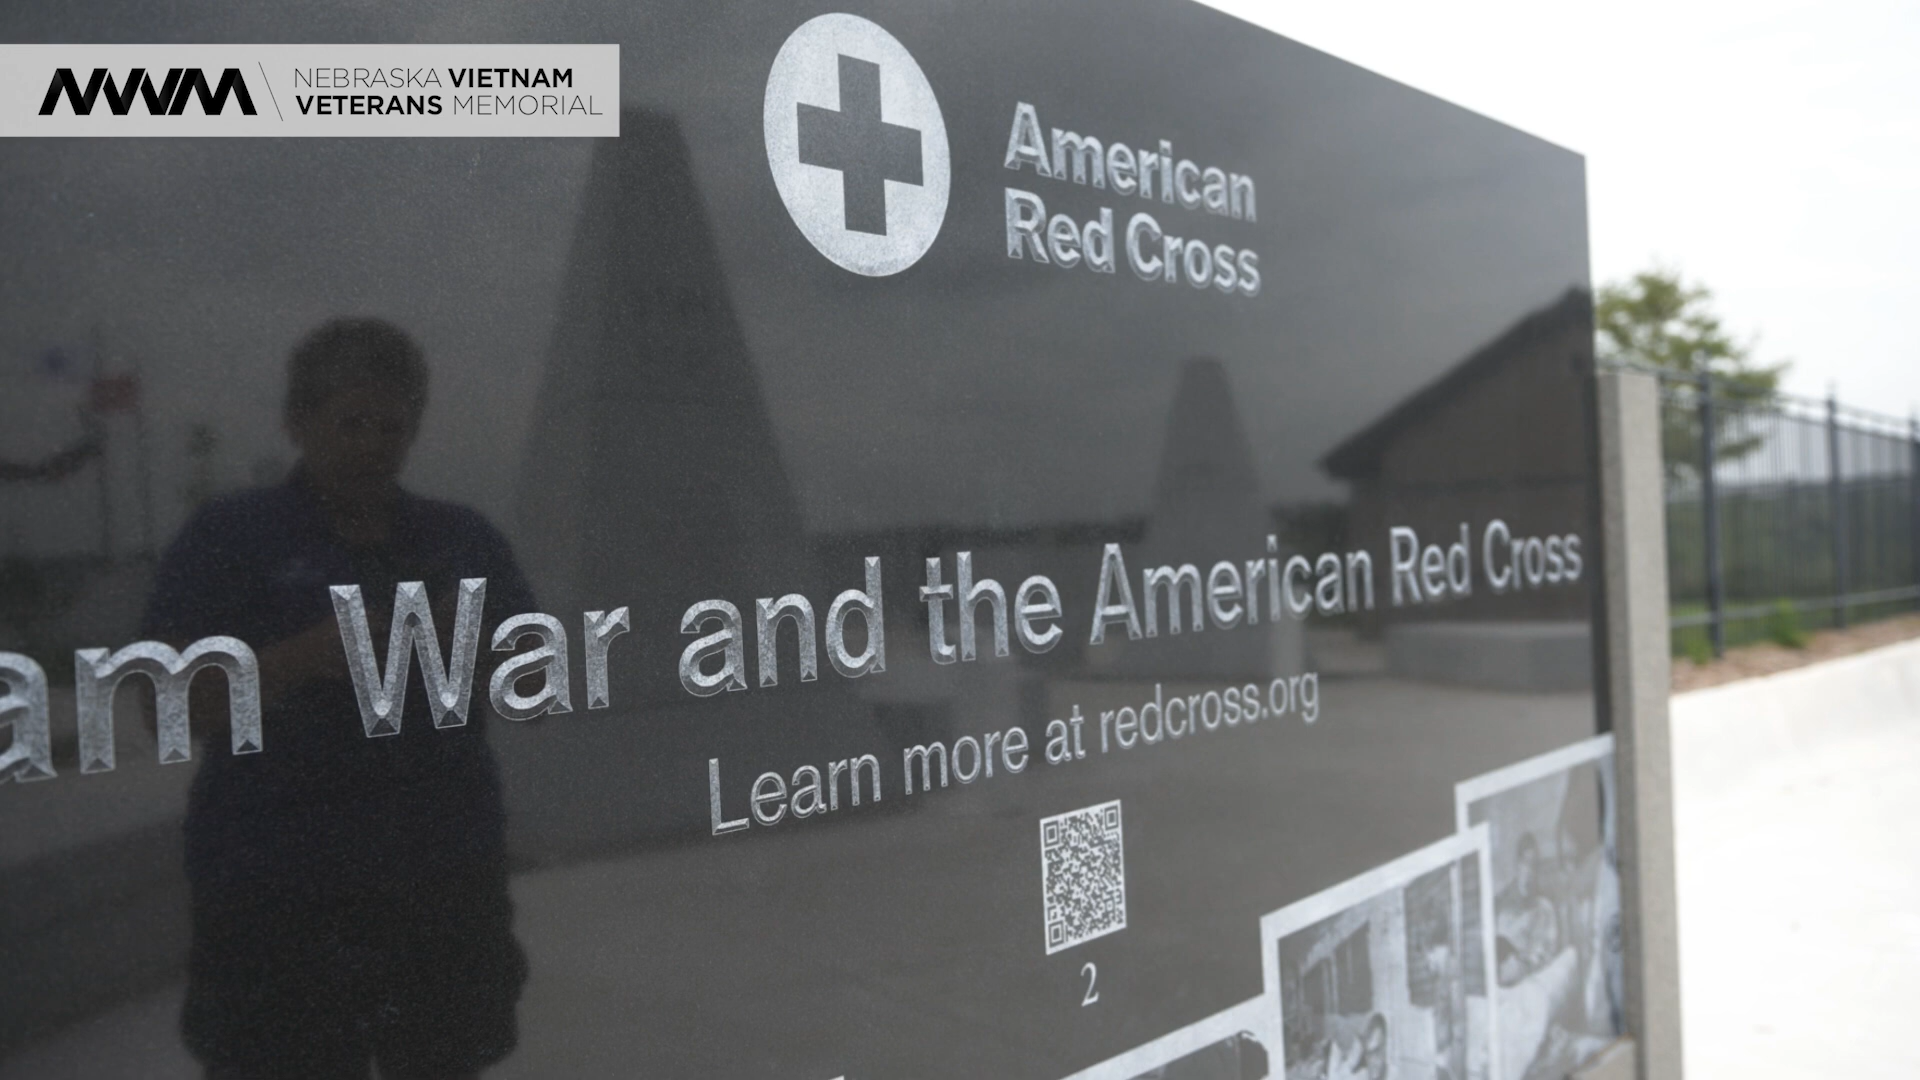 NVVM
NEBRASKA VIETNAM
VETERANS MEMORIAL
American
Red Cross
am War and the American Red Cross
Learn more at redcross.org
2